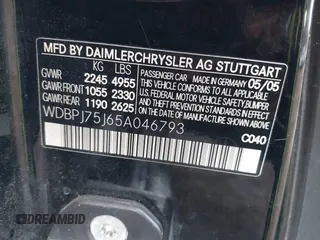 MFD BY DAIMLERCHRYSLER AG STUTTGART
KG LBS
GVWR 2245 4955
GAWR FRONT 1055 2330
GAWR REAR 1190 2625
PASSENGER CAR 05/05
MADE IN GERMANY
THIS VEHICLE CONFORMS TO ALL APPLICABLE
U.S. FEDERAL MOTOR VEHICLE SAFETY
BUMPER, AND THEFT PREVENTION STANDARDS
IN EFFECT ON THE DATE OF
MANUFACTURE SHOWN ABOVE
WDBPJ75J65A046793
C040
DREAMBID